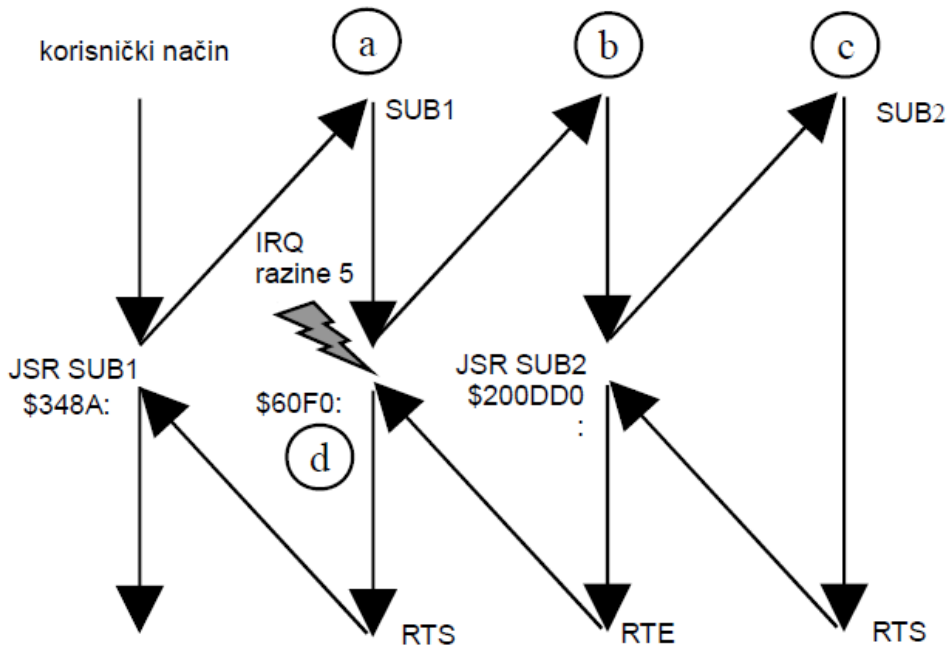 korisnički način
a
b
c
SUB1
SUB2
IRQ
razine 5
JSR SUB1
$348A:
$60F0:
d
JSR SUB2
$200DD0
:
RTS
RTE
RTS